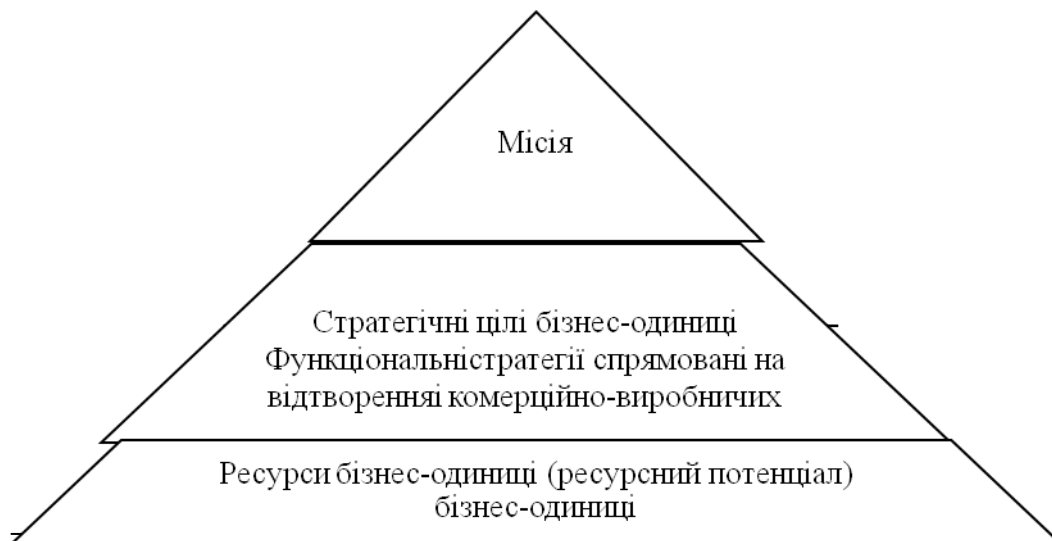 Місія
Стратегічні цілі бізнес-одиниці
Функціональністратегії спрямовані на
відтворенняі комерційно-виробничих
Ресурси бізнес-одиниці (ресурсний потенціал)
бізнес-одиниці